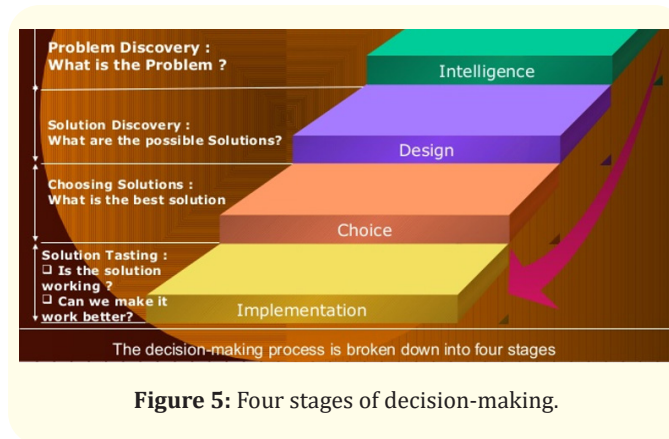 Problem Discovery :
What is the Problem ?
Intelligence
Solution Discovery :
What are the possible Solutions?
Design
Choosing Solutions :
What is the best solution
Choice
Solution Tasting :
❑ Is the solution
working ?
❑ Can we make it
work better?
Implementation
The decision-making process is broken down into four stages
Figure 5: Four stages of decision-making.